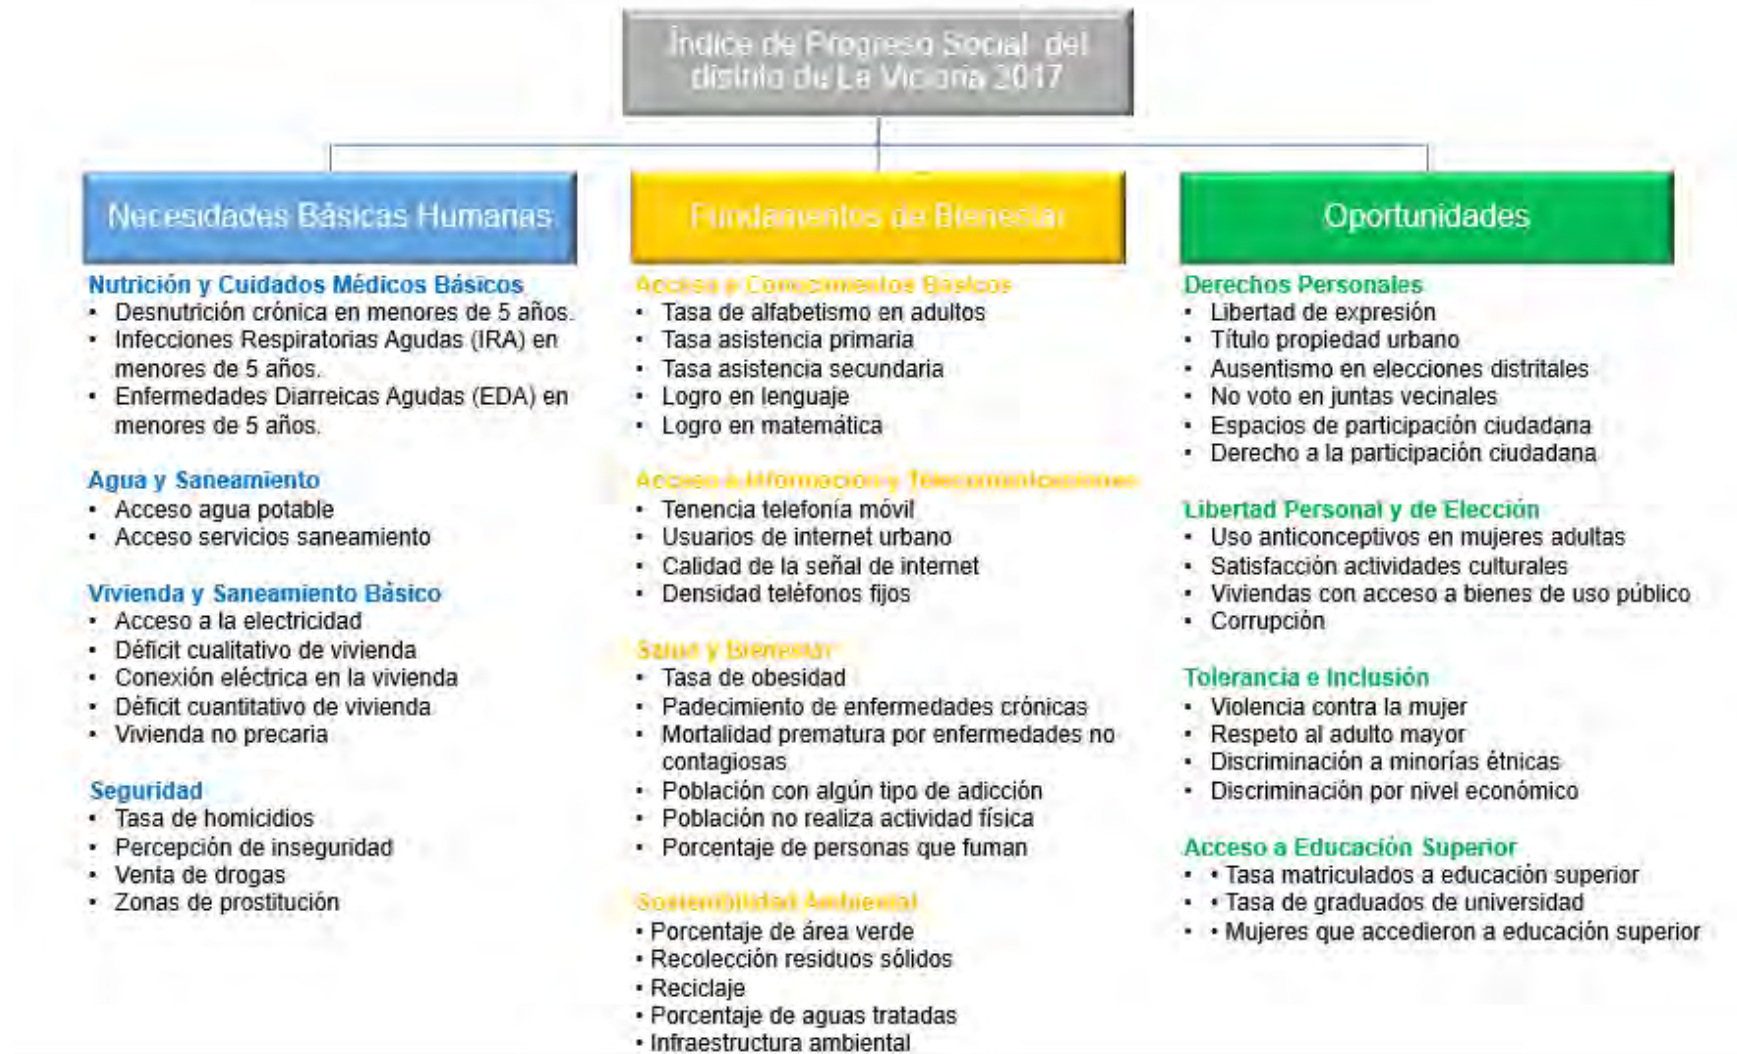 Índice de Progreso Social del
distrito de La Victoria 2017
Necesidades Básicas Humanas
Nutrición y Cuidados Médicos Básicos
• Desnutrición crónica en menores de 5 años.
• Infecciones Respiratorias Agudas (IRA) en
menores de 5 años.
• Enfermedades Diarreicas Agudas (EDA) en
menores de 5 años.
Agua y Saneamiento
• Acceso agua potable
• Acceso servicios saneamiento
Vivienda y Saneamiento Básico
• Acceso a la electricidad
• Déficit cualitativo de vivienda
• Conexión eléctrica en la vivienda
• Déficit cuantitativo de vivienda
• Vivienda no precaria
Seguridad
• Tasa de homicidios
• Percepción de inseguridad
• Venta de drogas
• Zonas de prostitución
Fundamentos de Bienestar
Acceso a Conocimientos Básicos
• Tasa de alfabetismo en adultos
• Tasa asistencia primaria
• Tasa asistencia secundaria
• Logro en lenguaje
• Logro en matemática
Acceso a Información y Telecomunicaciones
• Tenencia telefonía móvil
• Usuarios de internet urbano
• Calidad de la señal de internet
• Densidad teléfonos fijos
Salud y Bienestar
• Tasa de obesidad
• Padecimiento de enfermedades crónicas
• Mortalidad prematura por enfermedades no
contagiosas
• Población con algún tipo de adicción
• Población no realiza actividad física
• Porcentaje de personas que fuman
Sostenibilidad Ambiental
• Porcentaje de área verde
• Recolección residuos sólidos
• Reciclaje
• Porcentaje de aguas tratadas
• Infraestructura ambiental
Oportunidades
Derechos Personales
• Libertad de expresión
• Título propiedad urbano
• Ausentismo en elecciones distritales
• No voto en juntas vecinales
• Espacios de participación ciudadana
• Derecho a la participación ciudadana
Libertad Personal y de Elección
• Uso anticonceptivos en mujeres adultas
• Satisfacción actividades culturales
• Viviendas con acceso a bienes de uso público
• Corrupción
Tolerancia e Inclusión
• Violencia contra la mujer
• Respeto al adulto mayor
• Discriminación a minorías étnicas
• Discriminación por nivel económico
Acceso a Educación Superior
• • Tasa matriculados a educación superior
• • Tasa de graduados de universidad
• • Mujeres que accedieron a educación superior